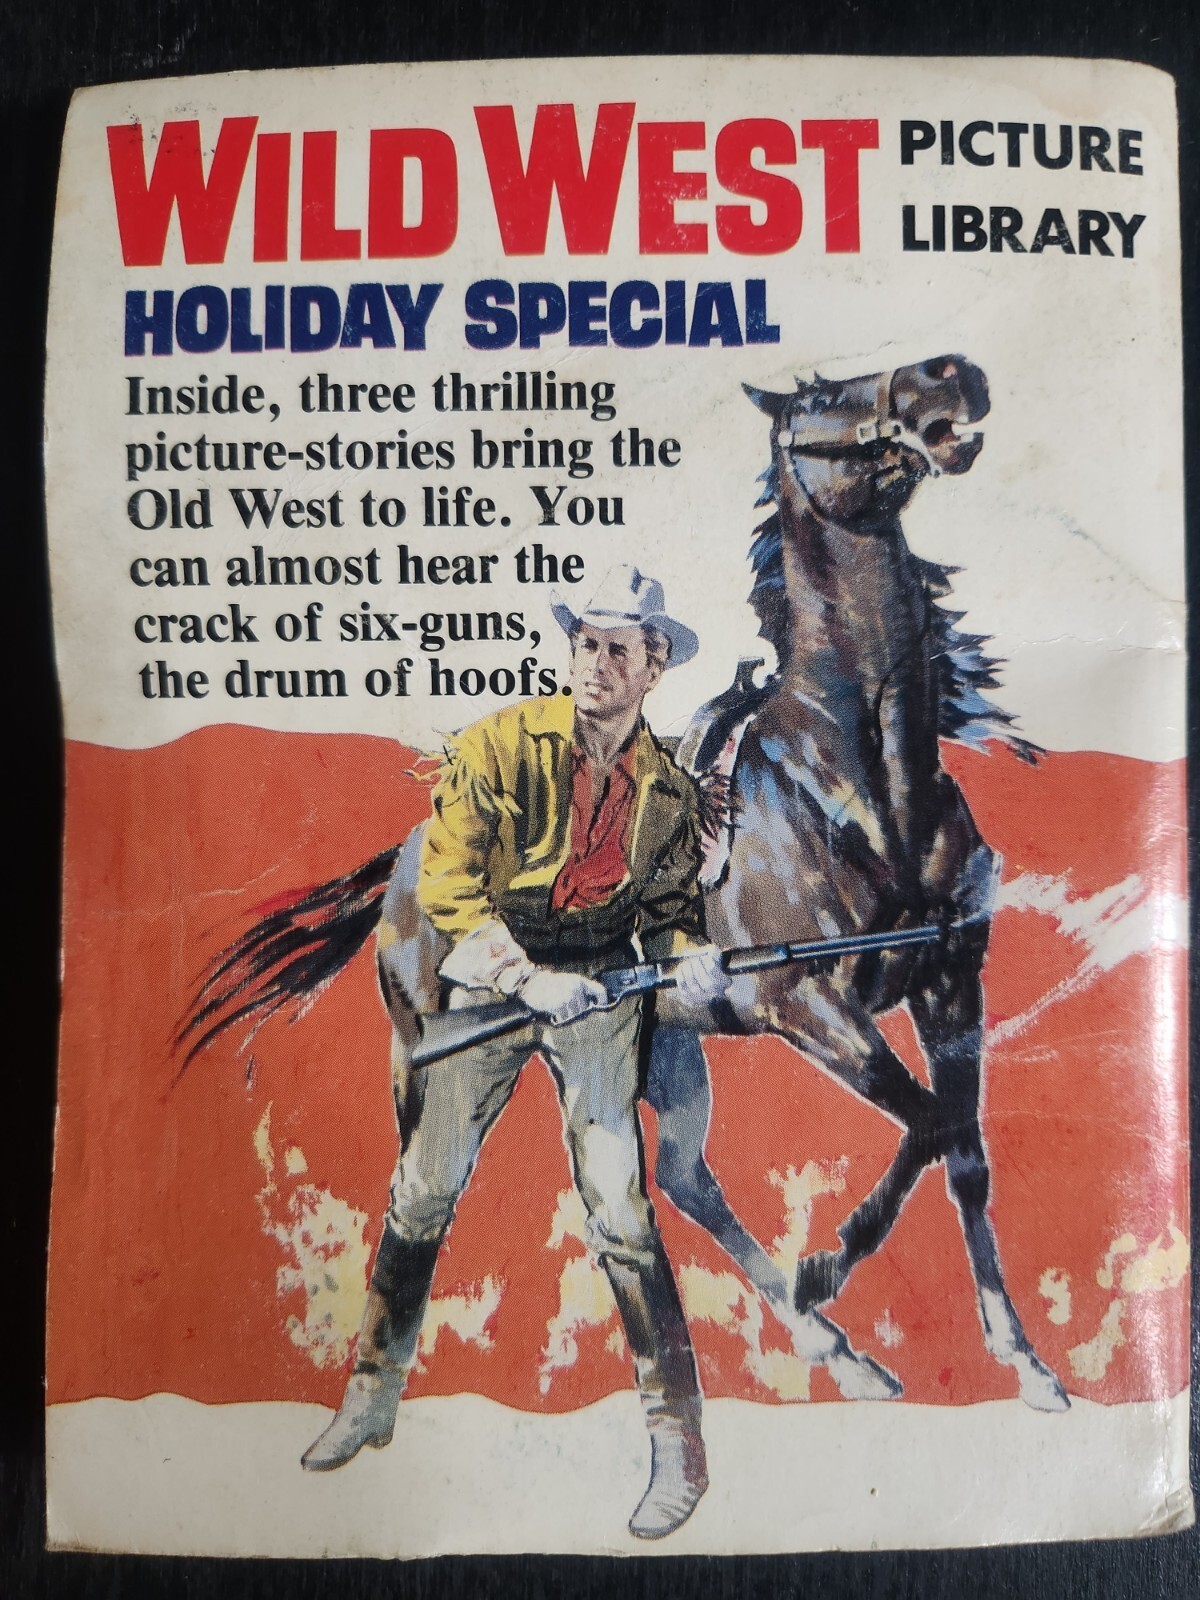 WILD WEST PICTURE
LIBRARY
HOLIDAY SPECIAL
Inside, three thrilling
picture-stories bring the
Old West to life. You
can almost hear the
crack of six-guns,
the drum of hoofs.